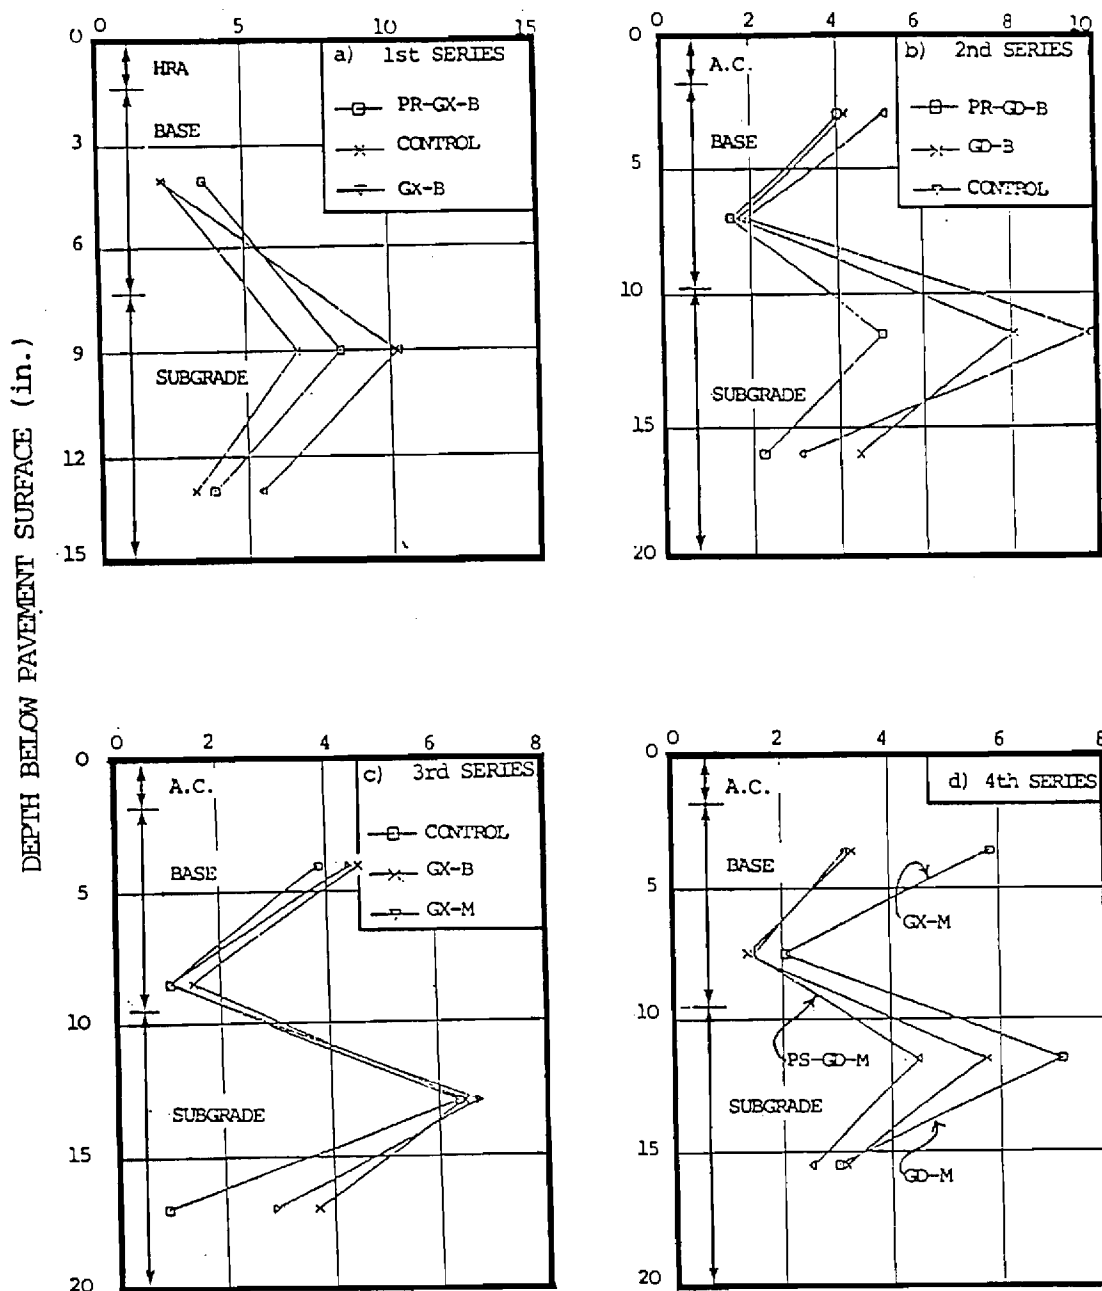 0 5 10 15
0
3
6
9
12
15
HRA
BASE
SUBGRADE
a) 1st SERIES
PR-GX-B
CONTROL
GX-B
0 2 4 6 8 10
0
5
10
15
20
A.C.
BASE
SUBGRADE
b) 2nd SERIES
PR-GD-B
GD-B
CONTROL
DEPTH BELOW PAVEMENT SURFACE (in.)
0 2 4 6 8
0
5
10
15
20
A.C.
BASE
SUBGRADE
c) 3rd SERIES
CONTROL
GX-B
GX-M
0 2 4 6 8
0
5
10
15
20
A.C.
BASE
SUBGRADE
d) 4th SERIES
GX-M
PS-GD-M
GD-M